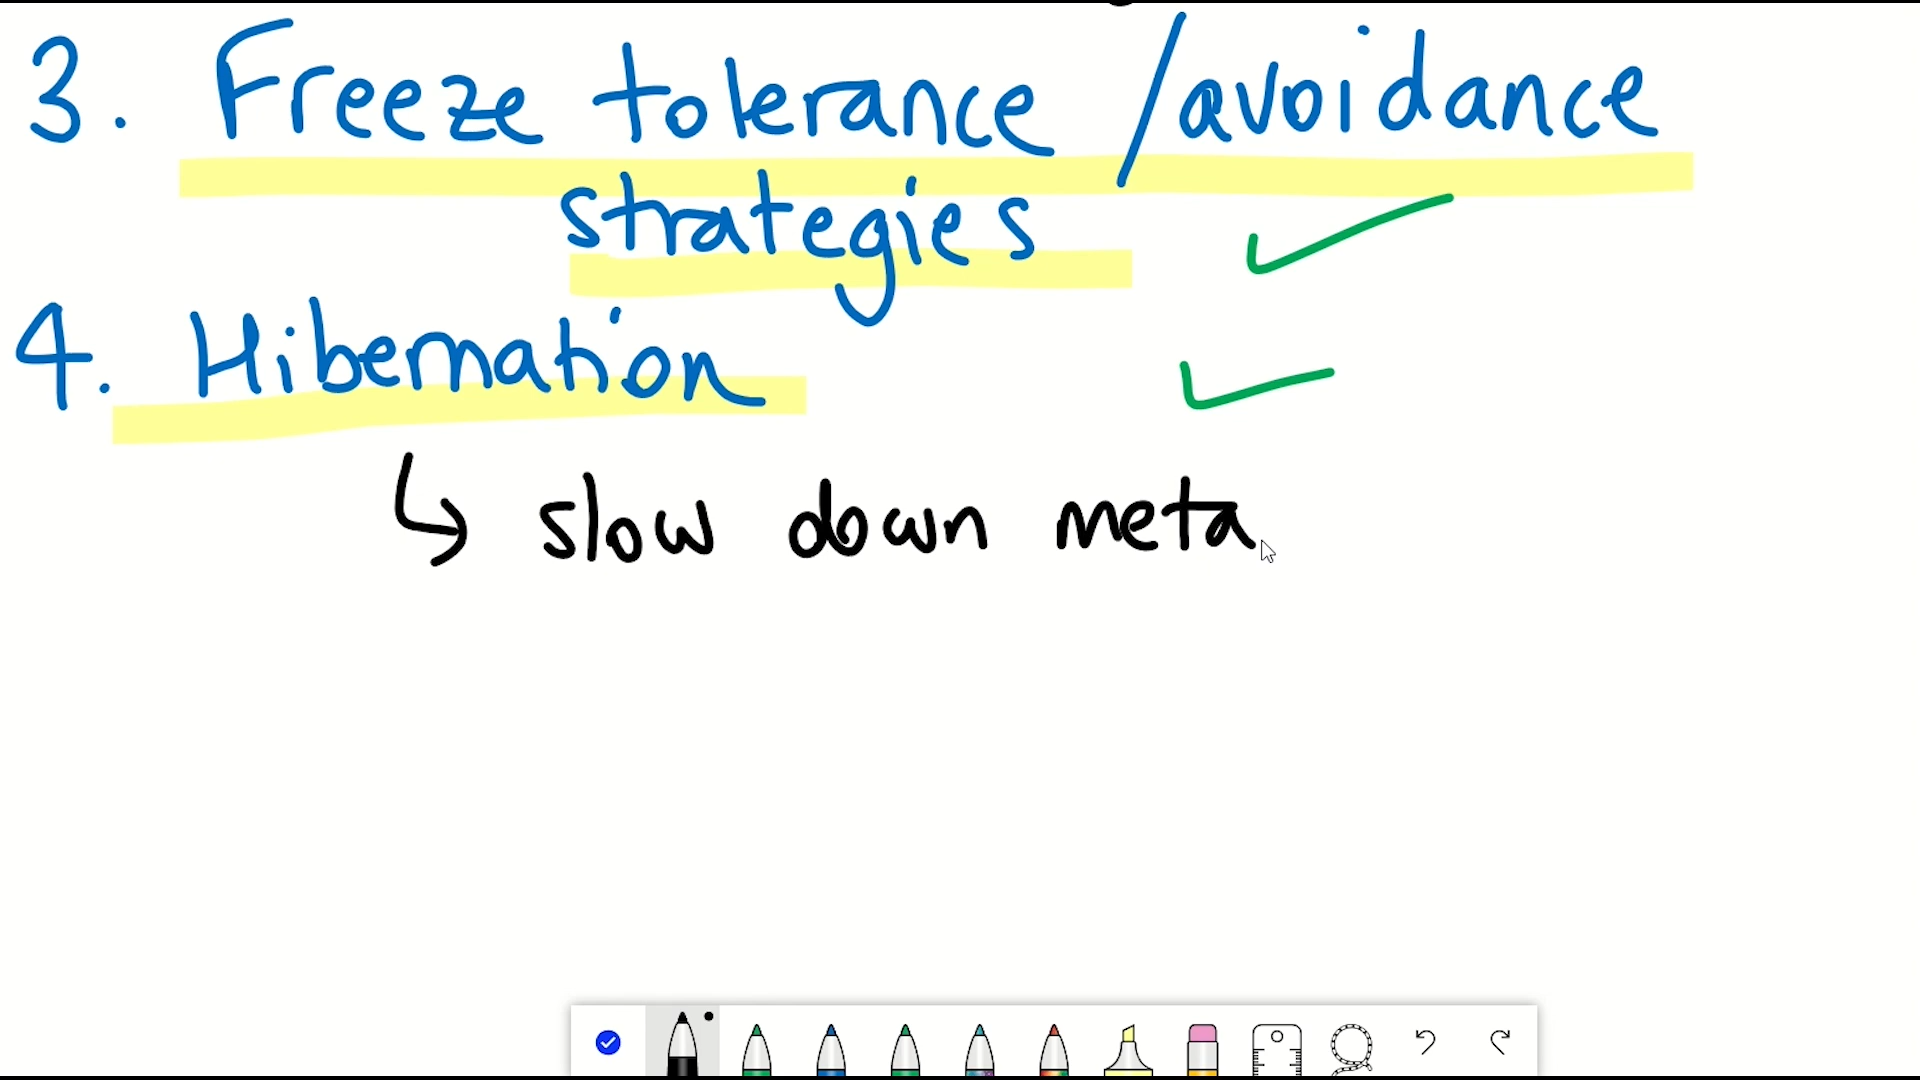 3. Freeze tolerance / avoidance
strategies
4. Hibernation
↳ slow down meta